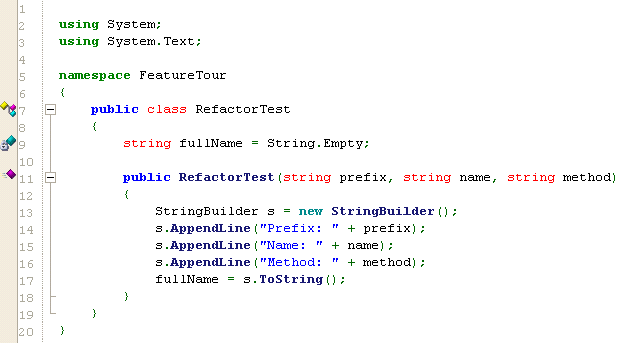 1
2 using System;
3 using System.Text;
4
5 namespace FeatureTour
6 {
7 public class RefactorTest
8 {
9 string fullName = String.Empty;
10
11 public RefactorTest(string prefix, string name, string method)
12 {
13 StringBuilder s = new StringBuilder();
14 s.AppendLine("Prefix: " + prefix);
15 s.AppendLine("Name: " + name);
16 s.AppendLine("Method: " + method);
17 fullName = s.ToString();
18 }
19 }
20 }